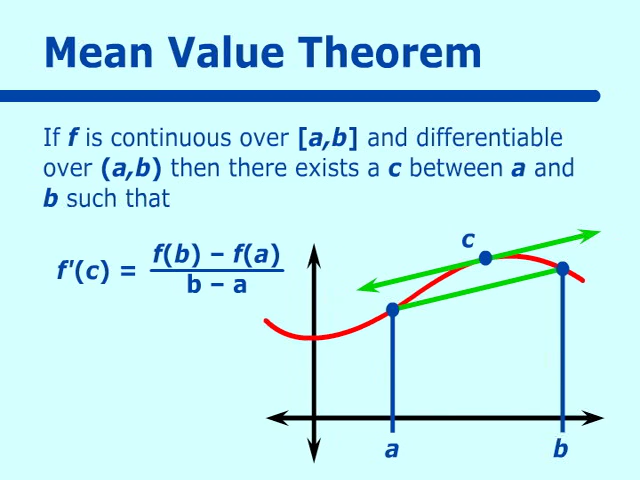 Mean Value Theorem
If f is continuous over [a,b] and differentiable
over (a,b) then there exists a c between a and
b such that
f'(c) = f(b) – f(a)
b – a
c
a
b